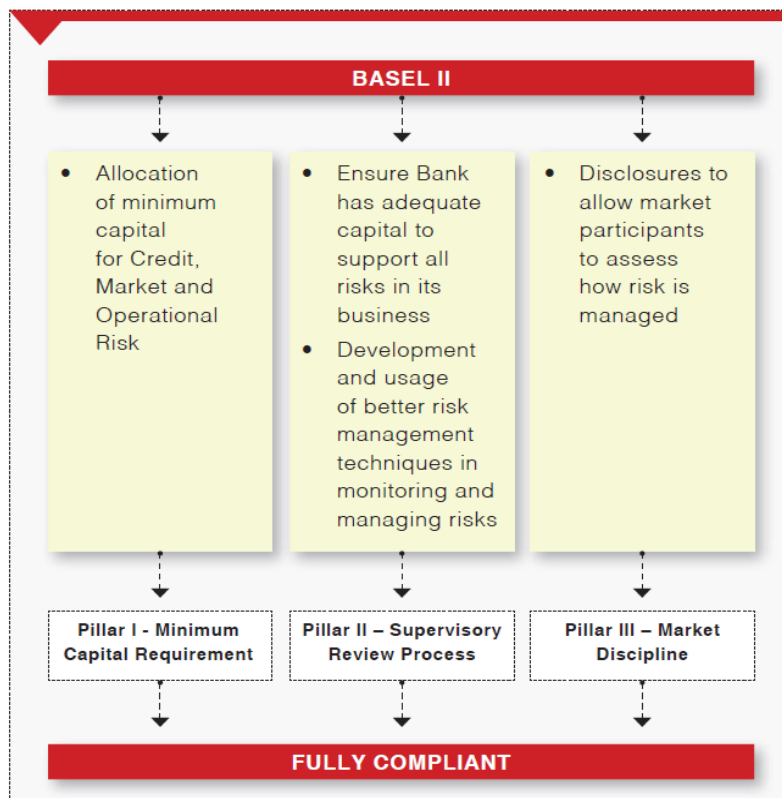 BASEL II
• Allocation
of minimum
capital
for Credit,
Market and
Operational
Risk
• Ensure Bank
has adequate
capital to
support all
risks in its
business
• Development
and usage
of better risk
management
techniques in
monitoring and
managing risks
• Disclosures to
allow market
participants
to assess
how risk is
managed
Pillar I - Minimum
Capital Requirement
Pillar II – Supervisory
Review Process
Pillar III – Market
Discipline
FULLY COMPLIANT